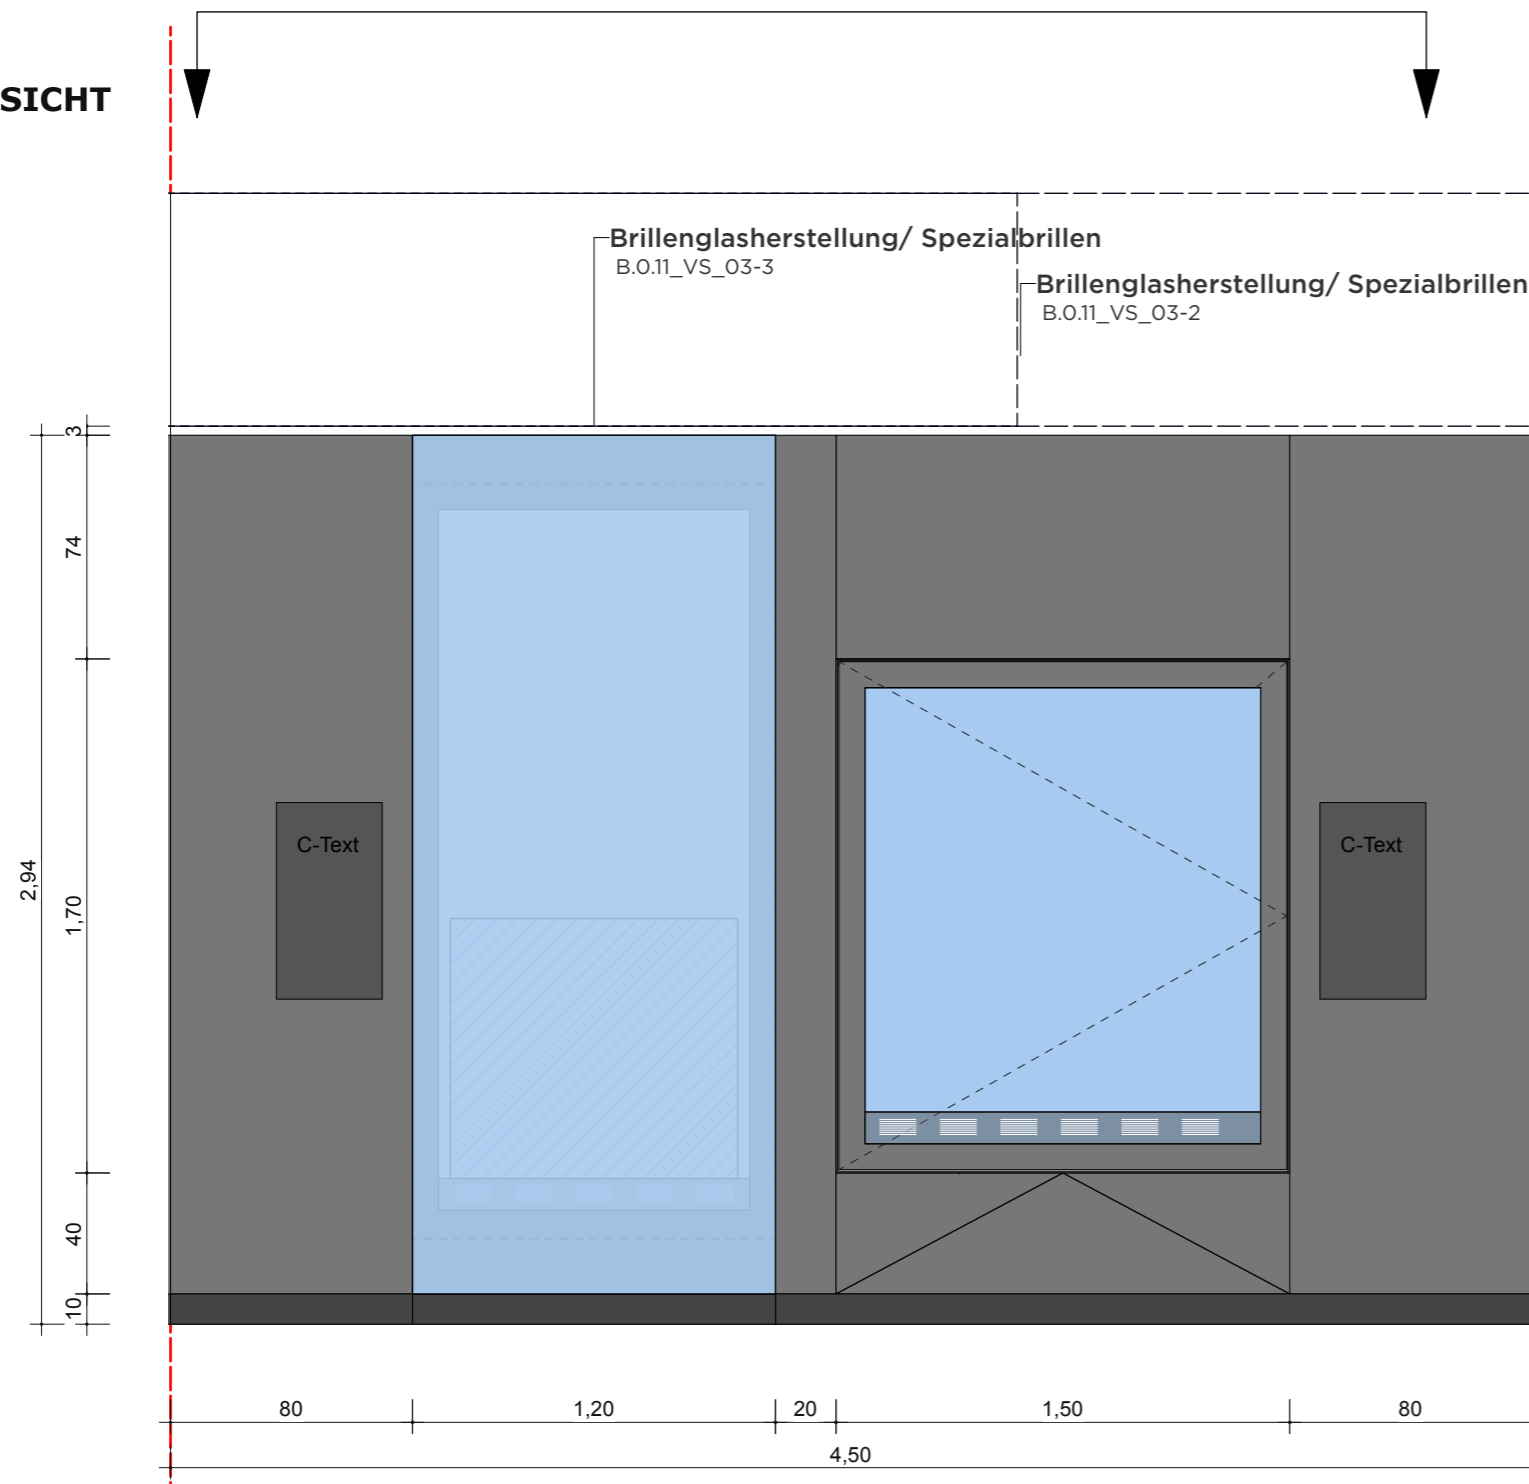 SICHT
Brillenglasherstellung/ Spezialbrillen
B.0.11_VS_03-3
Brillenglasherstellung/ Spezialbrillen
B.0.11_VS_03-2
3
74
1,70
40
10
2,94
C-Text
C-Text
80
1,20
20
1,50
80
4,50